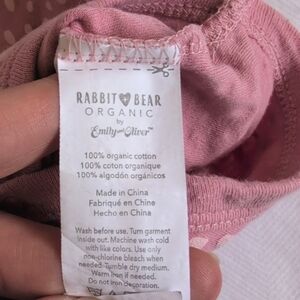 RABBIT BEAR
ORGANIC
by
Emily and Oliver™
100% organic cotton
100% coton organique
100% algodón orgánicos
Made in China
Fabriqué en Chine
Hecho en China
Wash before use. Turn garment
inside out. Machine wash cold
with like colors. Use only
non-chlorine bleach when
needed. Tumble dry medium.
Warm iron if needed.
Do not iron decoration.